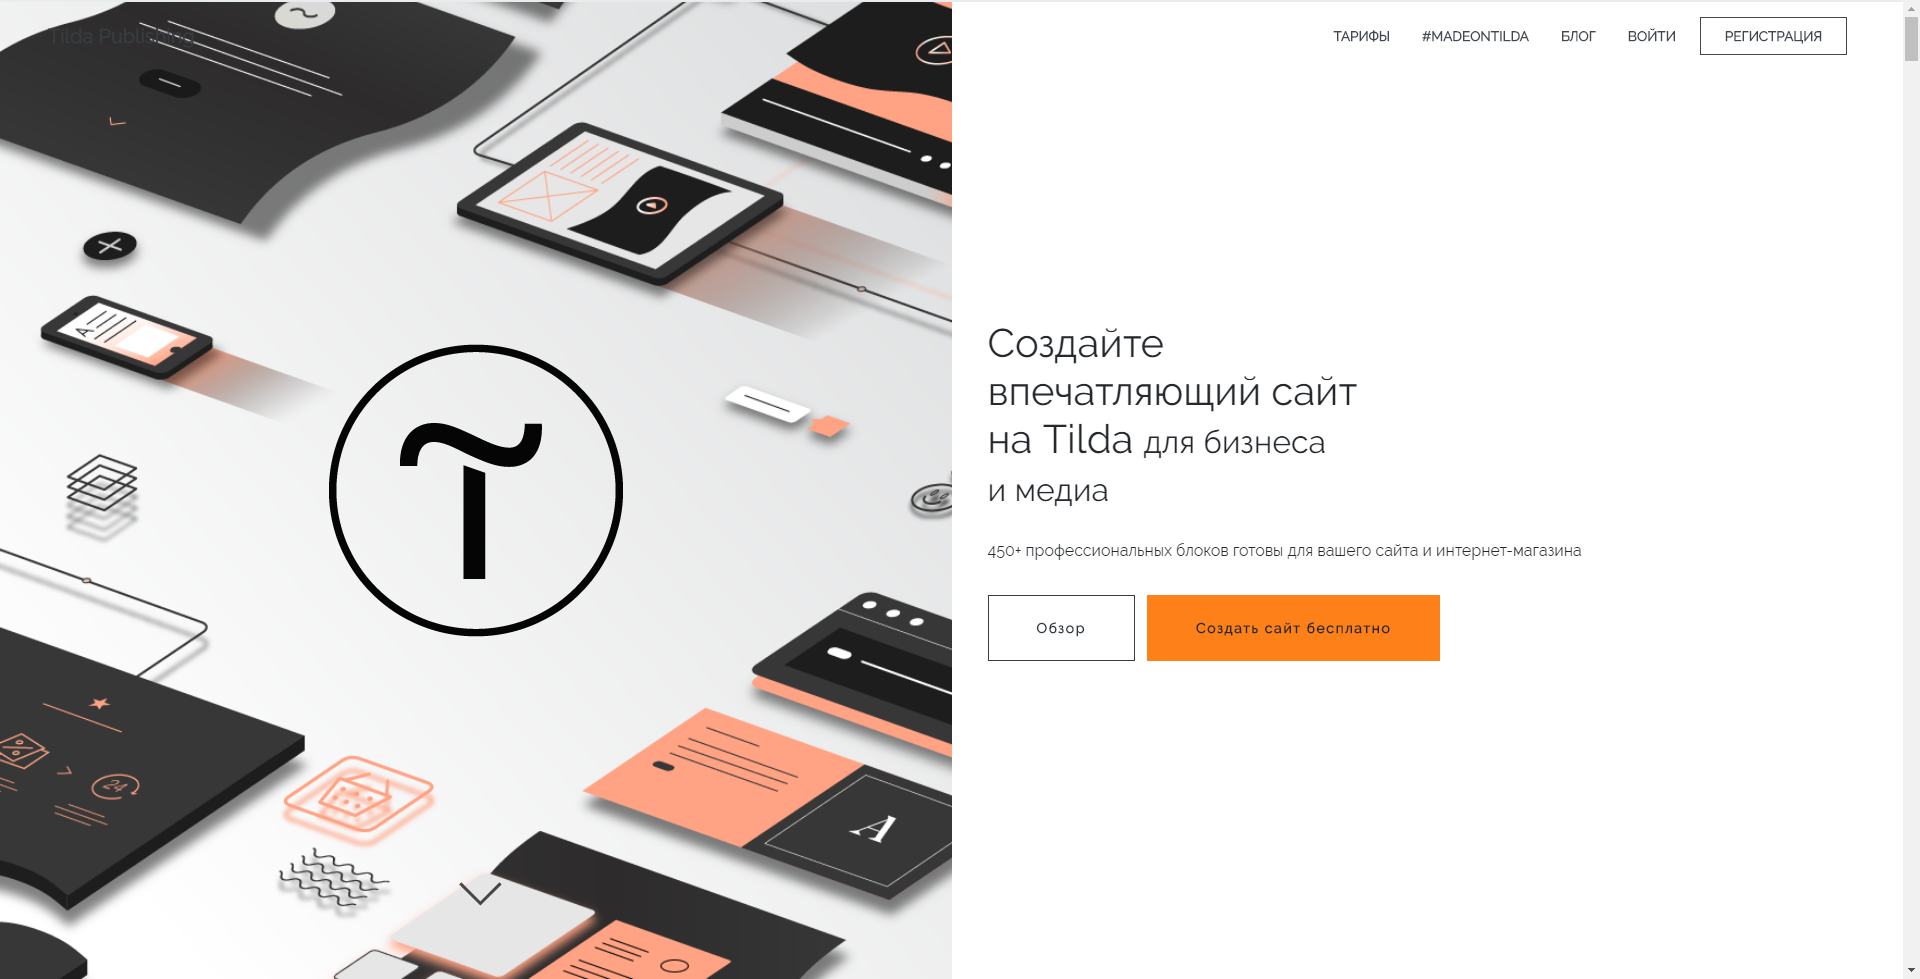 Tilda Publishing
ТАРИФЫ
#MADEONTILDA
БЛОГ
ВОЙТИ
РЕГИСТРАЦИЯ
Создайте
впечатляющий сайт
на Tilda для бизнеса
и медиа
450+ профессиональных блоков готовы для вашего сайта и интернет-магазина
Обзор
Создать сайт бесплатно
A
24
A